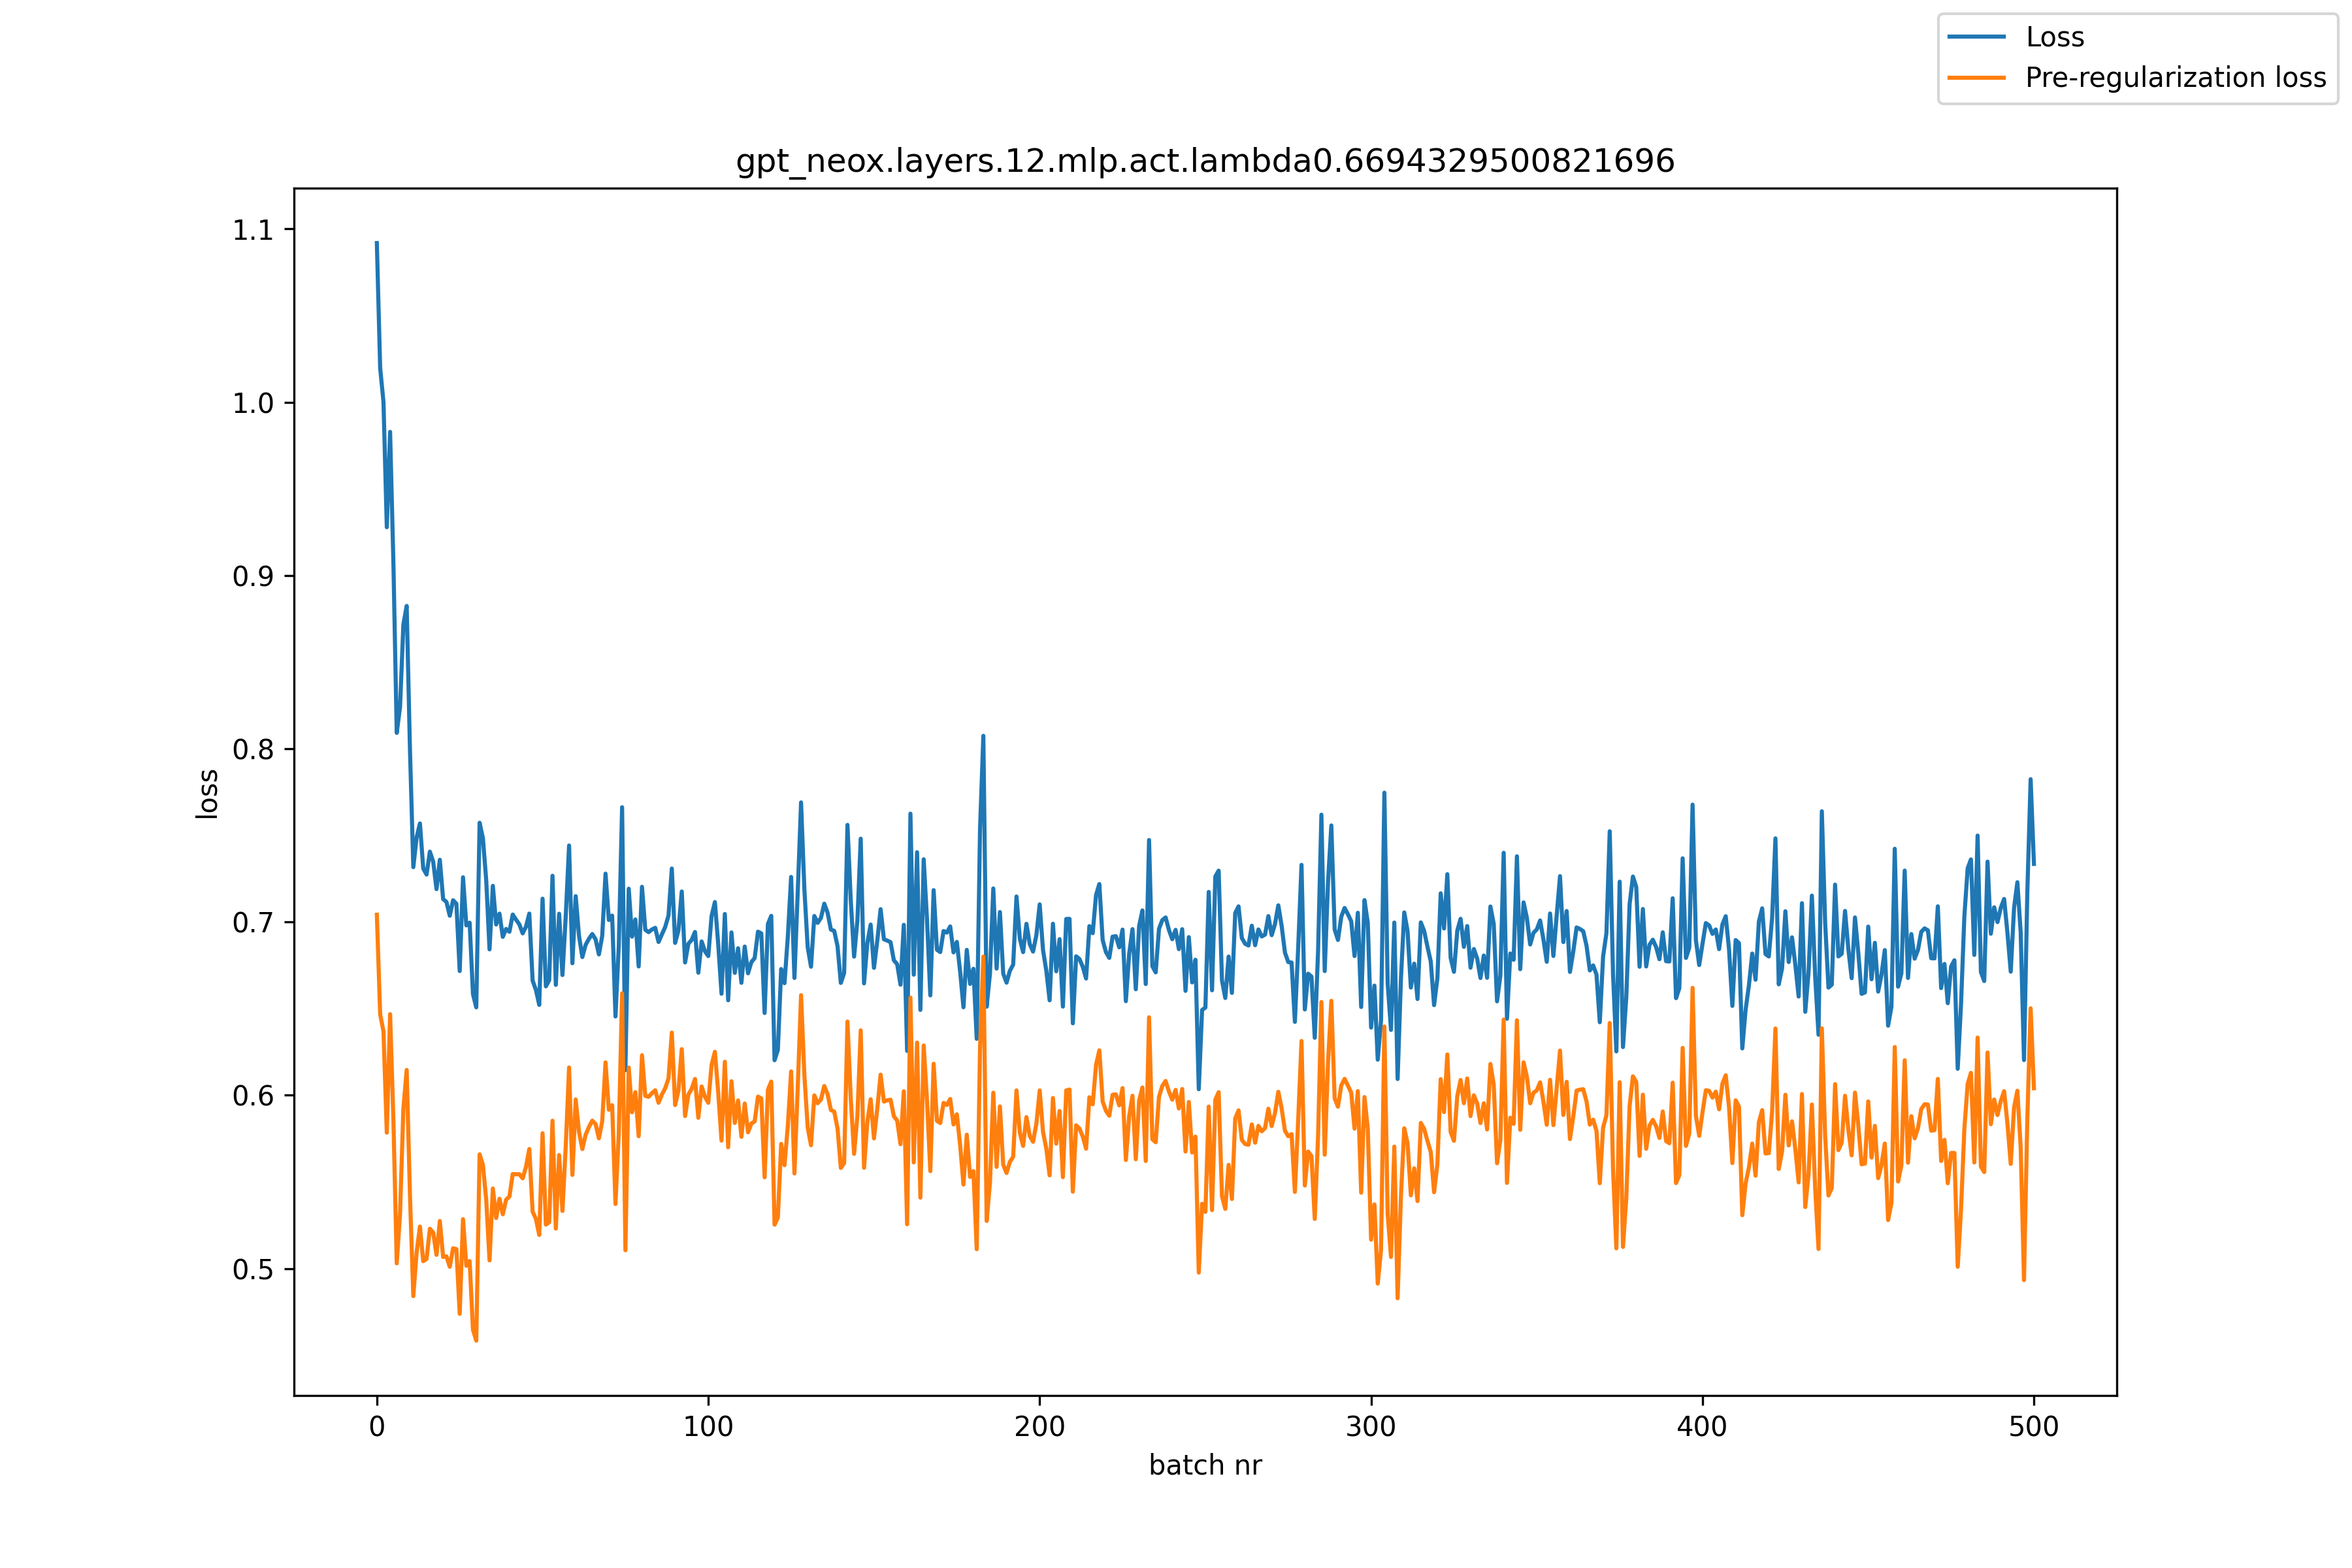 Loss
Pre-regularization loss
gpt_neox.layers.12.mlp.act.lambda0.6694329500821696
1.1
1.0
0.9
0.8
0.7
0.6
0.5
loss
0 100 200 300 400 500
batch nr